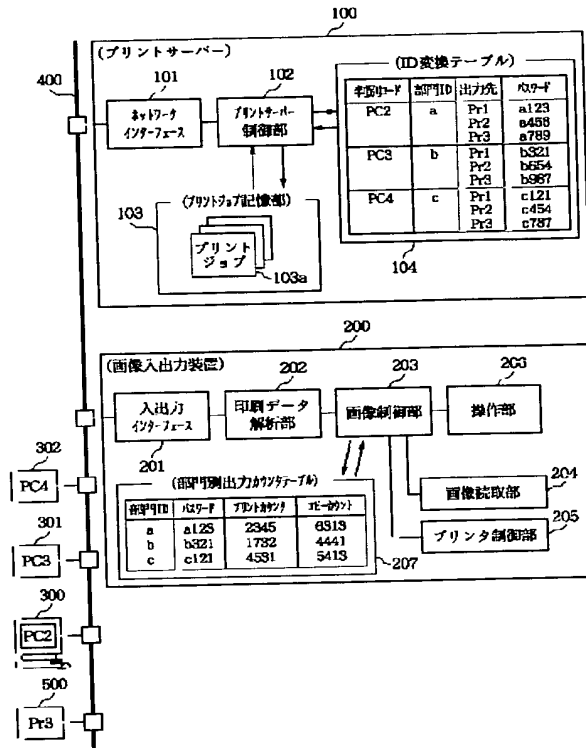 100
(プリントサーバー)
400
101
ネットワーク
インターフェース
102
プリントサーバー
制御部
(ID変換テーブル)
部門ID 出力先 パスワード
PC2 a Pr1 a123
Pr2 a456
Pr3 a789
PC3 b Pr1 b321
Pr2 b654
Pr3 b987
PC4 c Pr1 c121
Pr2 c454
Pr3 c787
104
(プリントジョブ記憶部)
103
プリント
ジョブ
103a
200
(画像入出力装置)
入出力
インターフェース
201
202
印刷データ
解析部
203
画像制御部
206
操作部
204
画像読取部
205
プリンタ制御部
(部門別出力カウンタテーブル)
部門ID パスワード プリントカウンタ コピーカウント
a a123 2345 6313
b b321 1732 4441
c c121 4531 5413
207
302
PC4
301
PC3
300
PC2
500
Pr3